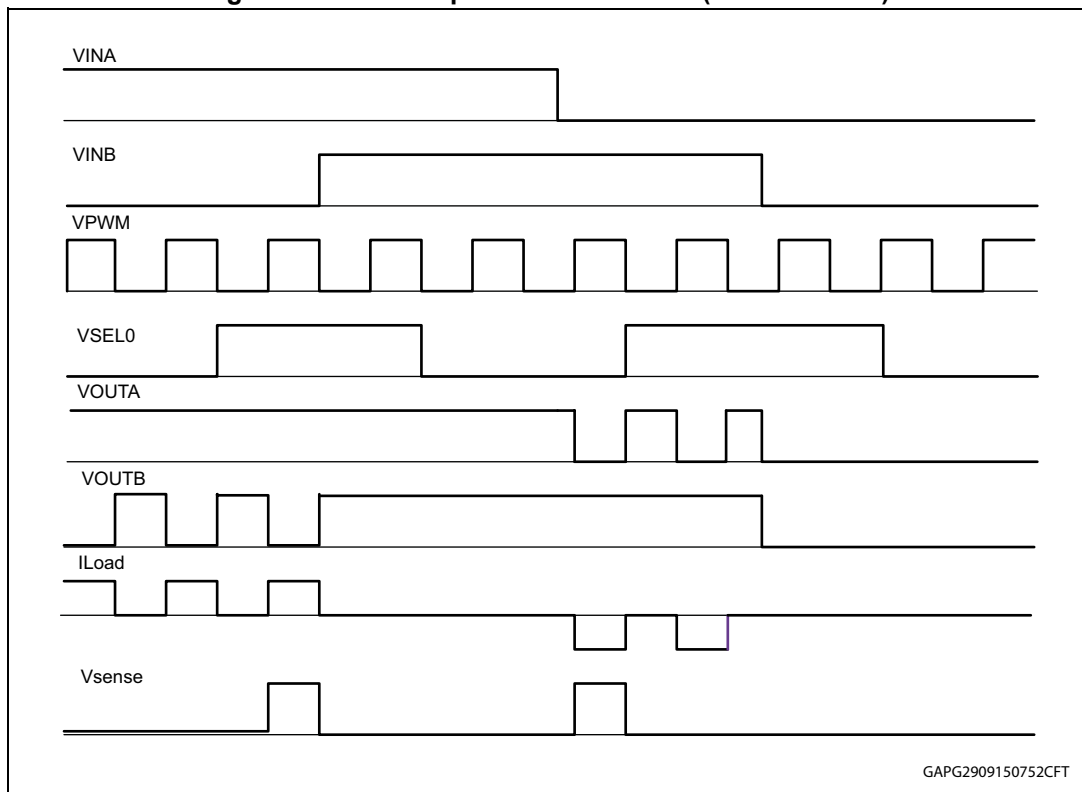 VINA
VINB
VPWM
VSEL0
VOUTA
VOUTB
ILoad
Vsense
GAPG2909150752CFT